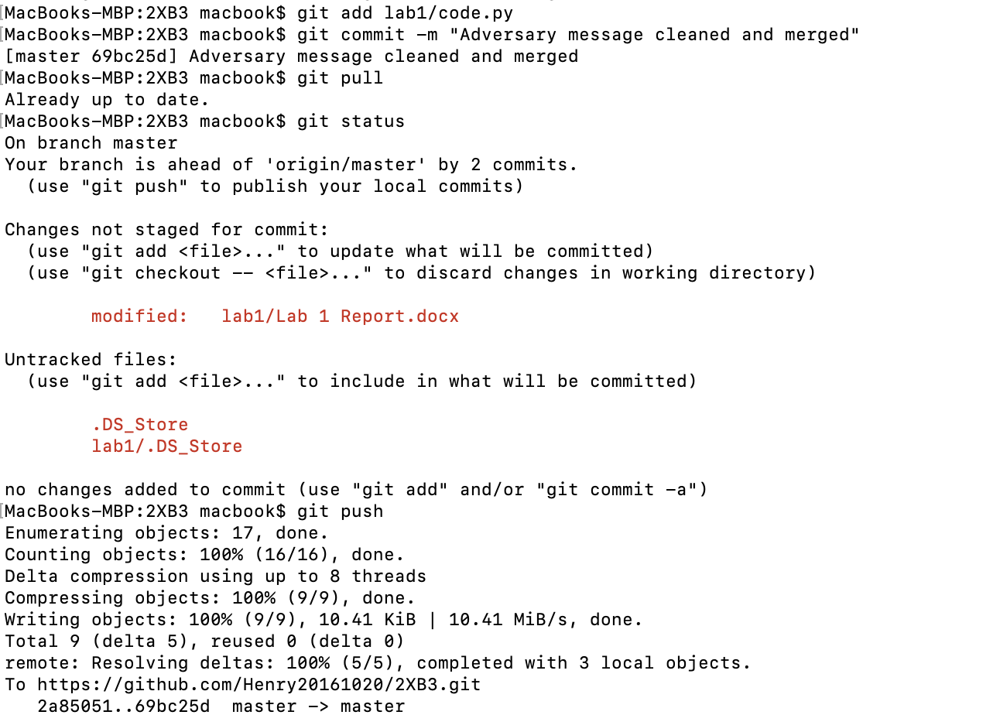 [MacBooks-MBP:2XB3 macbook$ git add lab1/code.py
[MacBooks-MBP:2XB3 macbook$ git commit -m "Adversary message cleaned and merged"
[master 69bc25d] Adversary message cleaned and merged
[MacBooks-MBP:2XB3 macbook$ git pull
Already up to date.
[MacBooks-MBP:2XB3 macbook$ git status
On branch master
Your branch is ahead of 'origin/master' by 2 commits.
  (use "git push" to publish your local commits)

Changes not staged for commit:
  (use "git add <file>..." to update what will be committed)
  (use "git checkout -- <file>..." to discard changes in working directory)

        modified:   lab1/Lab 1 Report.docx

Untracked files:
  (use "git add <file>..." to include in what will be committed)

        .DS_Store
        lab1/.DS_Store

no changes added to commit (use "git add" and/or "git commit -a")
[MacBooks-MBP:2XB3 macbook$ git push
Enumerating objects: 17, done.
Counting objects: 100% (16/16), done.
Delta compression using up to 8 threads
Compressing objects: 100% (9/9), done.
Writing objects: 100% (9/9), 10.41 KiB | 10.41 MiB/s, done.
Total 9 (delta 5), reused 0 (delta 0)
remote: Resolving deltas: 100% (5/5), completed with 3 local objects.
To https://github.com/Henry20161020/2XB3.git
   2a85051..69bc25d  master -> master